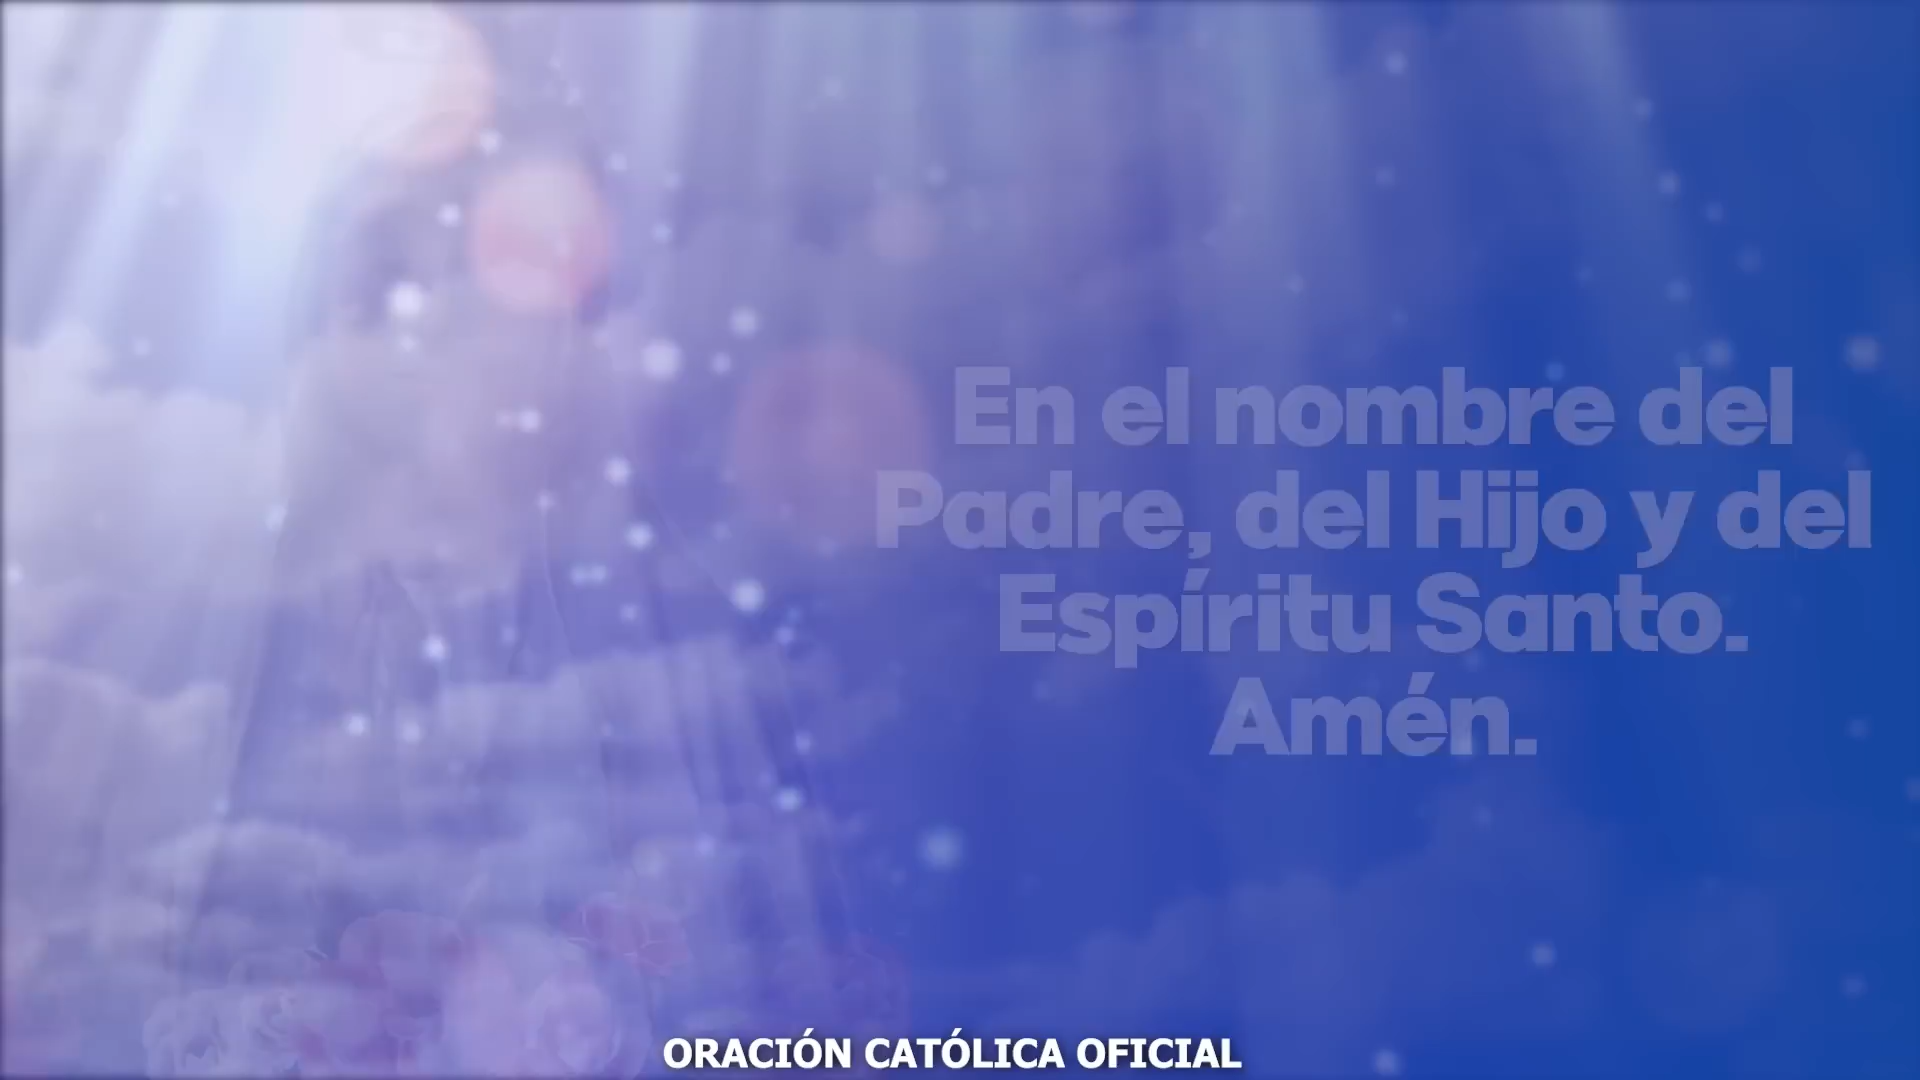 En el nombre del
Padre, del Hijo y del
Espíritu Santo.
Amén.
ORACIÓN CATÓLICA OFICIAL